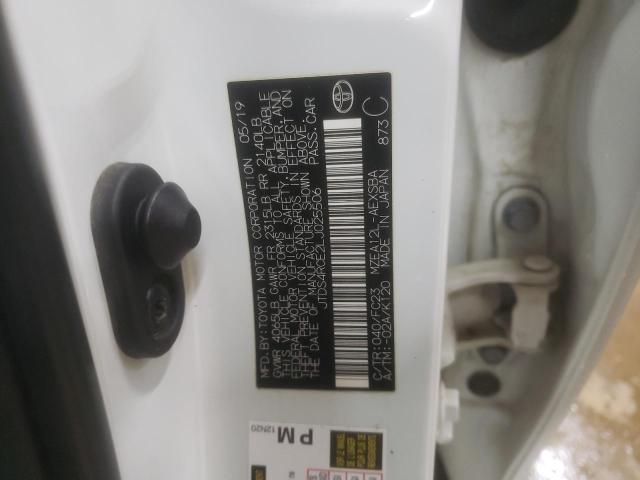 MFD.BY:TOYOTA MOTOR CORPORATION 05/19
GVWR 4065LB GAWR FR 2315LB RR 2140LB
THIS VEHICLE CONFORMS TO ALL APPLICABLE
FEDERAL MOTOR VEHICLE SAFETY, BUMPER, AND
THEFT PREVENTION STANDARDS IN EFFECT ON
THE DATE OF MANUFACTURE SHOWN ABOVE.
JTDS4RCE2LJ025506 PASS.CAR
C/TR:040/FC23 MZEA12L-AEXSBA
A/TM:-02A/K120 MADE IN JAPAN 873 C
PM
12N20